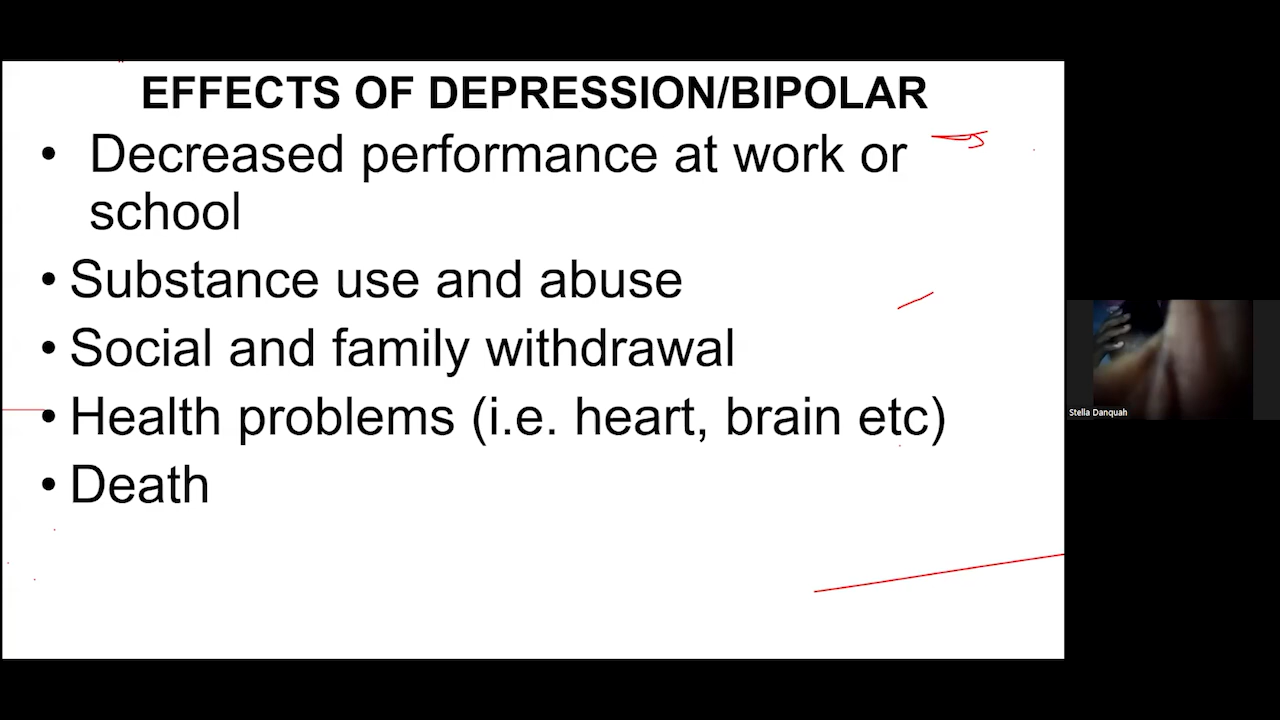 EFFECTS OF DEPRESSION/BIPOLAR
• Decreased performance at work or
school
• Substance use and abuse
• Social and family withdrawal
• Health problems (i.e. heart, brain etc)
• Death
Stella Danquah